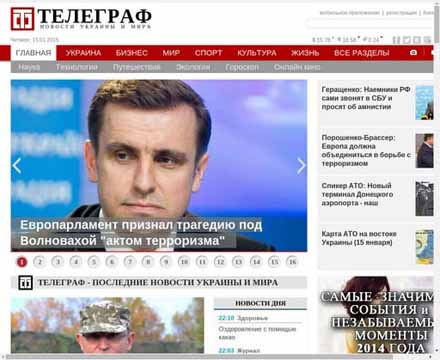 ТЕЛЕГРАФ
НОВОСТИ УКРАИНЫ И МИРА
мобильное приложение | регистрация |
Четверг, 15.01.2015
$ 15.78 € 18.58 0.24
ГЛАВНАЯ УКРАИНА БИЗНЕС МИР СПОРТ КУЛЬТУРА ЖИЗНЬ ВСЕ РАЗДЕЛЫ
Наука Технологии Путешествия Экология Гороскоп Онлайн кино
Геращенко: Наемники РФ
сами звонят в СБУ и
просят об амнистии
Порошенко-Брассер:
Европа должна
объединиться в борьбе с
терроризмом
Спикер АТО: Новый
терминал Донецкого
аэропорта - наш
Карта АТО на востоке
Украины (15 января)
Европарламент признал трагедию под
Волновахой "актом терроризма"
1 2 3 4 5 6 7 8 9 10 11 12 13 14 15 16
ТЕЛЕГРАФ - ПОСЛЕДНИЕ НОВОСТИ УКРАИНЫ И МИРА
НОВОСТИ ДНЯ
22:10 Здоровье
Оздоровление с помощью
какао
22:03 Журнал
САМЫЕ ЗНАЧИМ
СОБЫТИЯ и
НЕЗАБЫВАЕМЫ
МОМЕНТЫ
2014 ГОДА